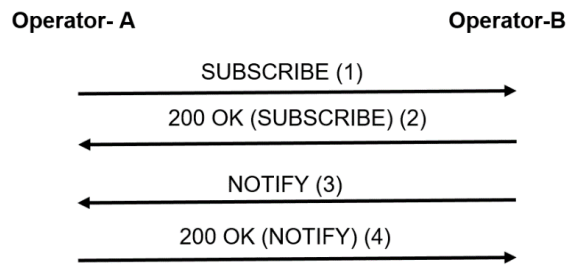 Operator- A Operator-B
SUBSCRIBE (1)
200 OK (SUBSCRIBE) (2)
NOTIFY (3)
200 OK (NOTIFY) (4)